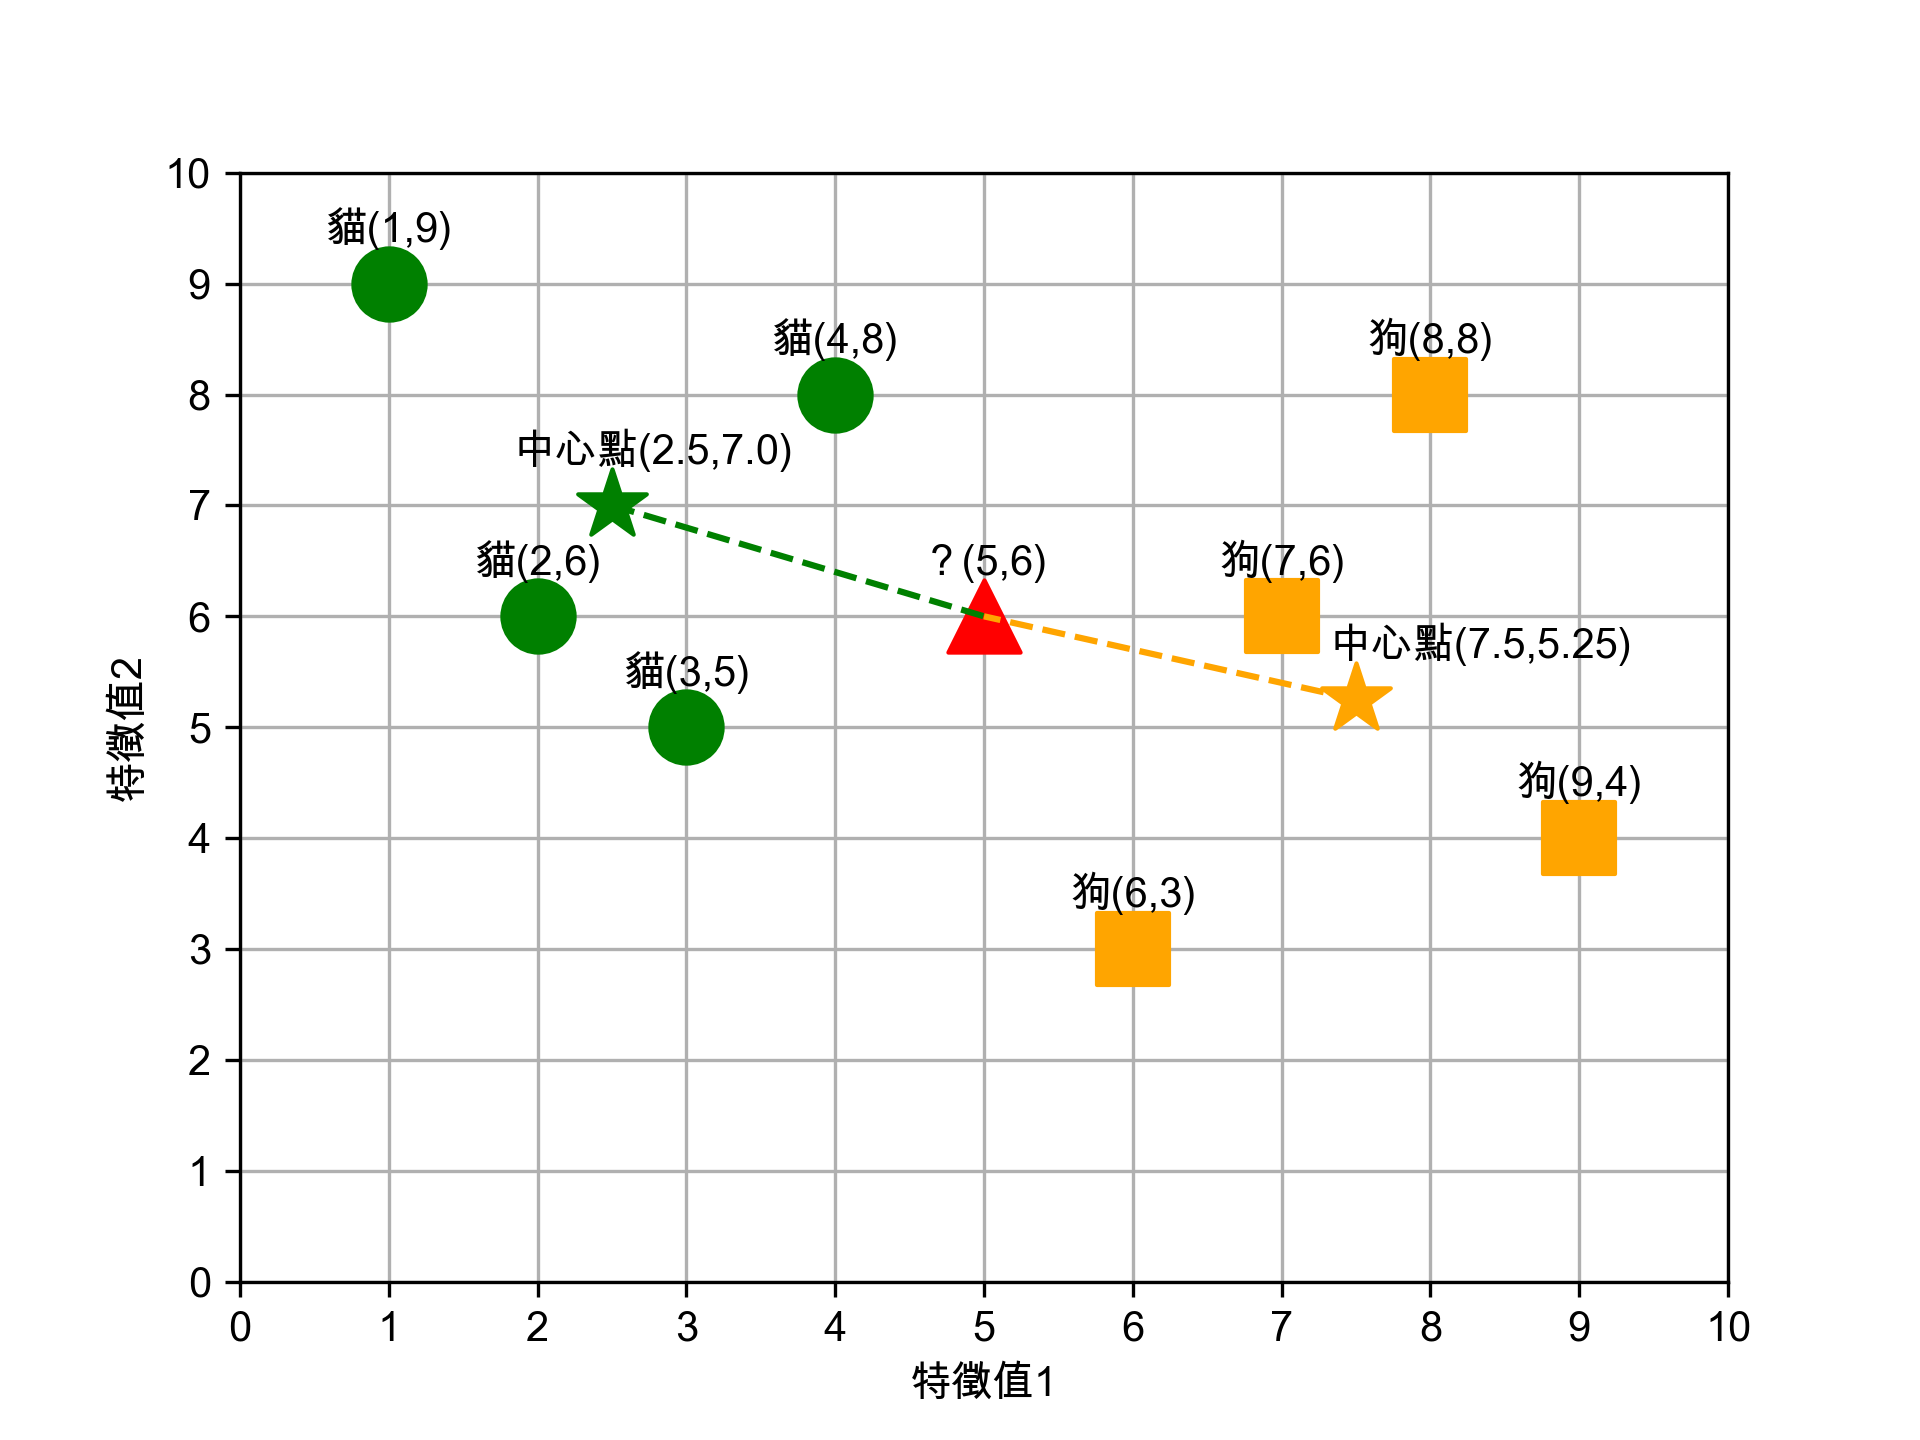 10
貓(1,9)
9
貓(4,8)
狗(8,8)
8
中心點(2.5,7.0)
7
貓(2,6)
？(5,6)
狗(7,6)
6
中心點(7.5,5.25)
貓(3,5)
5
特徵值2
狗(9,4)
4
狗(6,3)
3
2
1
0
0 1 2 3 4 5 6 7 8 9 10
特徵值1